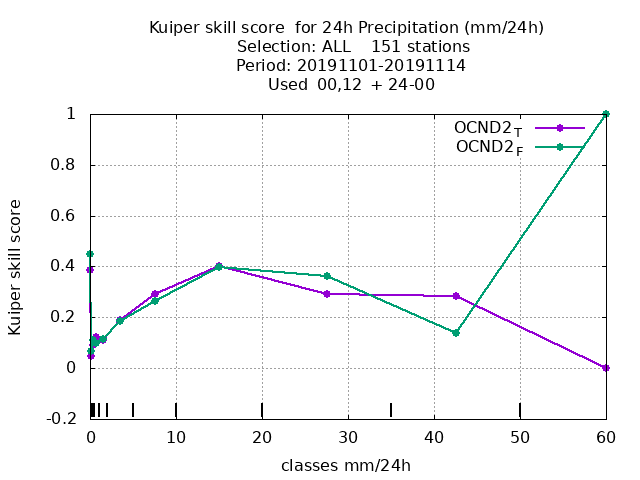 Kuiper skill score  for 24h Precipitation (mm/24h)
Selection: ALL    151 stations
Period: 20191101-20191114
Used  00,12  + 24-00
OCND2_T
OCND2_F
1
0.8
0.6
0.4
0.2
0
-0.2
Kuiper skill score
0 10 20 30 40 50 60
classes mm/24h